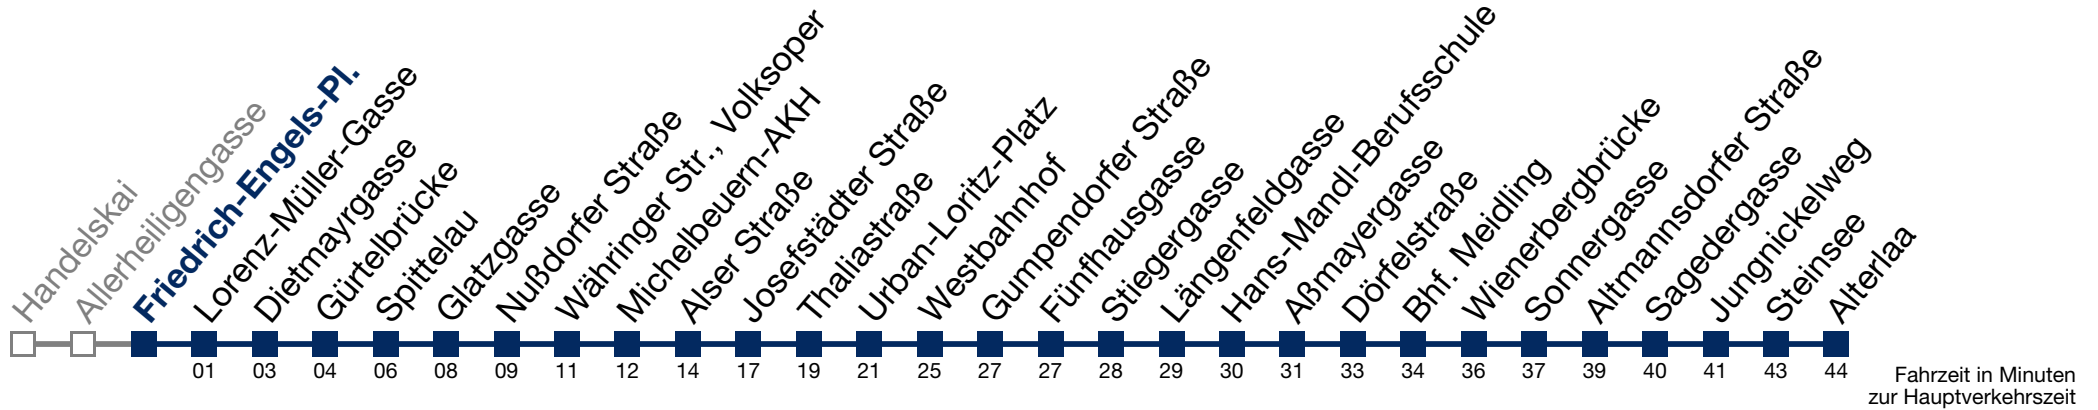 Handelskai
Allerheiligengasse
Friedrich-Engels-Pl.
Lorenz-Müller-Gasse
Dietmayrgasse
Gürtelbrücke
Spittelau
Glatzgasse
Nußdorfer Straße
Währinger Str., Volksoper
Michelbeuern-AKH
Alser Straße
Josefstädter Straße
Thaliastraße
Urban-Loritz-Platz
Westbahnhof
Gumpendorfer Straße
Fünfhausgasse
Stiegergasse
Längenfeldgasse
Hans-Mandl-Berufsschule
Aßmayergasse
Dörfelstraße
Bhf. Meidling
Wienerbergbrücke
Sonnergasse
Altmannsdorfer Straße
Sagedergasse
Jungnickelweg
Steinsee
Alterlaa
01 03 04 06 08 09 11 12 14 17 19 21 25 27 27 28 29 30 31 33 34 36 37 39 40 41 43 44
Fahrzeit in Minuten
zur Hauptverkehrszeit